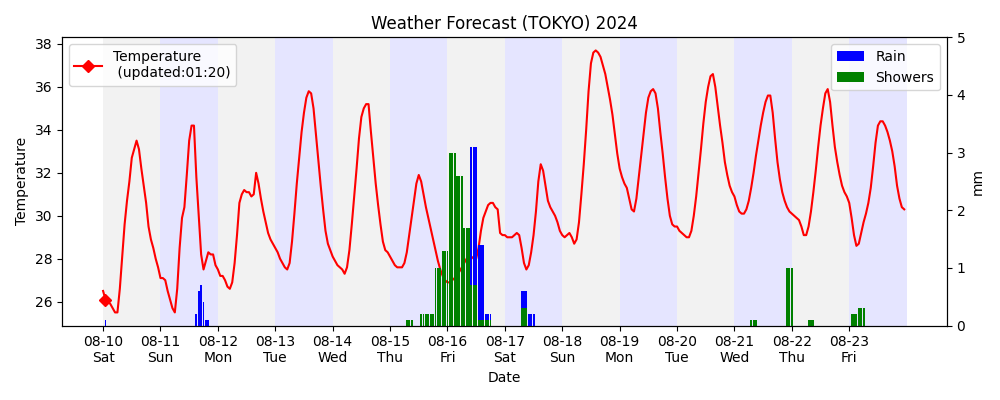 Weather Forecast (TOKYO) 2024
Temperature
(updated:01:20)
Rain
Showers
Temperature
38
36
34
32
30
28
26
5
4
3
2
1
0
mm
08-10 08-11 08-12 08-13 08-14 08-15 08-16 08-17 08-18 08-19 08-20 08-21 08-22 08-23
Sat Sun Mon Tue Wed Thu Fri Sat Sun Mon Tue Wed Thu Fri
Date